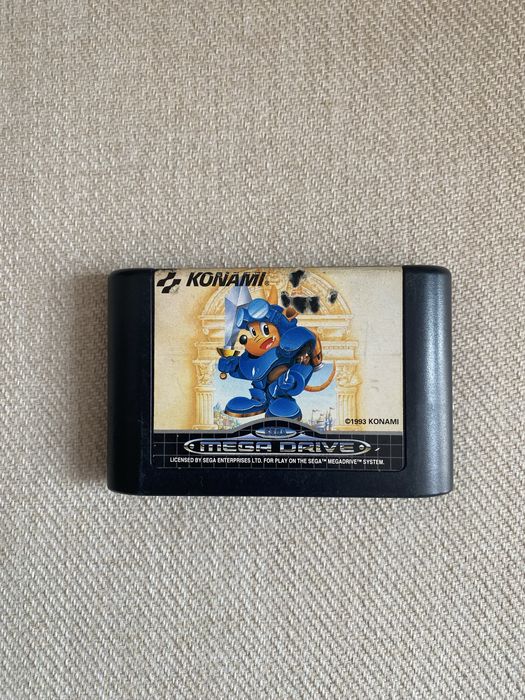 KONAMI.
©1993 KONAMI
SEGA
MEGA DRIVE
LICENSED BY SEGA ENTERPRISES LTD. FOR PLAY ON THE SEGA™ MEGADRIVE™ SYSTEM.